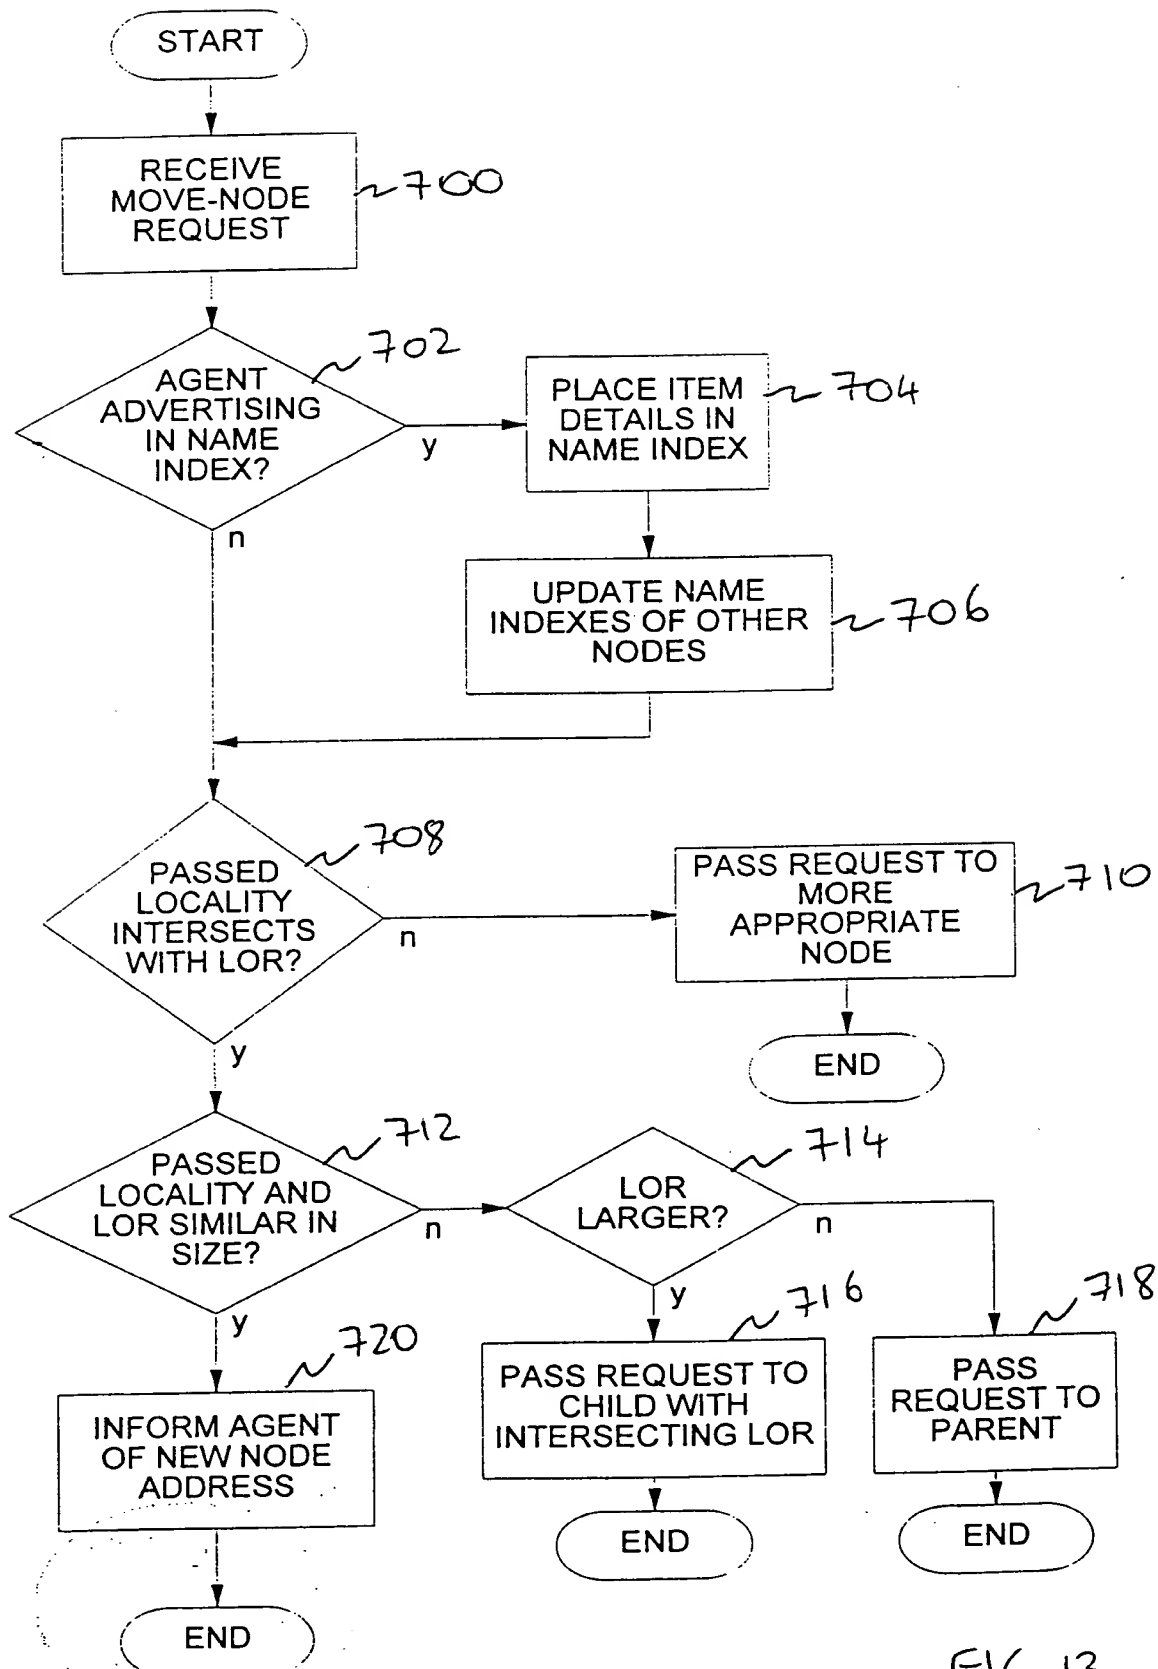 START
RECEIVE
MOVE-NODE
REQUEST
700
AGENT
ADVERTISING
IN NAME
INDEX?
702
y
n
PLACE ITEM
DETAILS IN
NAME INDEX
704
UPDATE NAME
INDEXES OF OTHER
NODES
706
PASSED
LOCALITY
INTERSECTS
WITH LOR?
708
n
y
PASS REQUEST TO
MORE
APPROPRIATE
NODE
710
END
PASSED
LOCALITY AND
LOR SIMILAR IN
SIZE?
712
n
y
LOR
LARGER?
714
n
y
PASS REQUEST TO
CHILD WITH
INTERSECTING LOR
716
END
PASS
REQUEST TO
PARENT
718
END
INFORM AGENT
OF NEW NODE
ADDRESS
720
END
FIG. 13